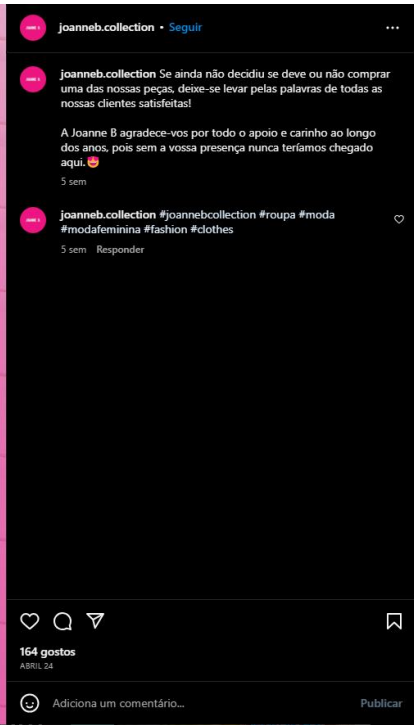 joanneb.collection • Seguir
joanneb.collection Se ainda não decidiu se deve ou não comprar
uma das nossas peças, deixe-se levar pelas palavras de todas as
nossas clientes satisfeitas!
A Joanne B agradece-vos por todo o apoio e carinho ao longo
dos anos, pois sem a vossa presença nunca teríamos chegado
aqui.😍
5 sem
joanneb.collection #joannebcollection #roupa #moda
#modafeminina #fashion #clothes
5 sem Responder
164 gostos
ABRIL 24
Adiciona um comentário... Publicar